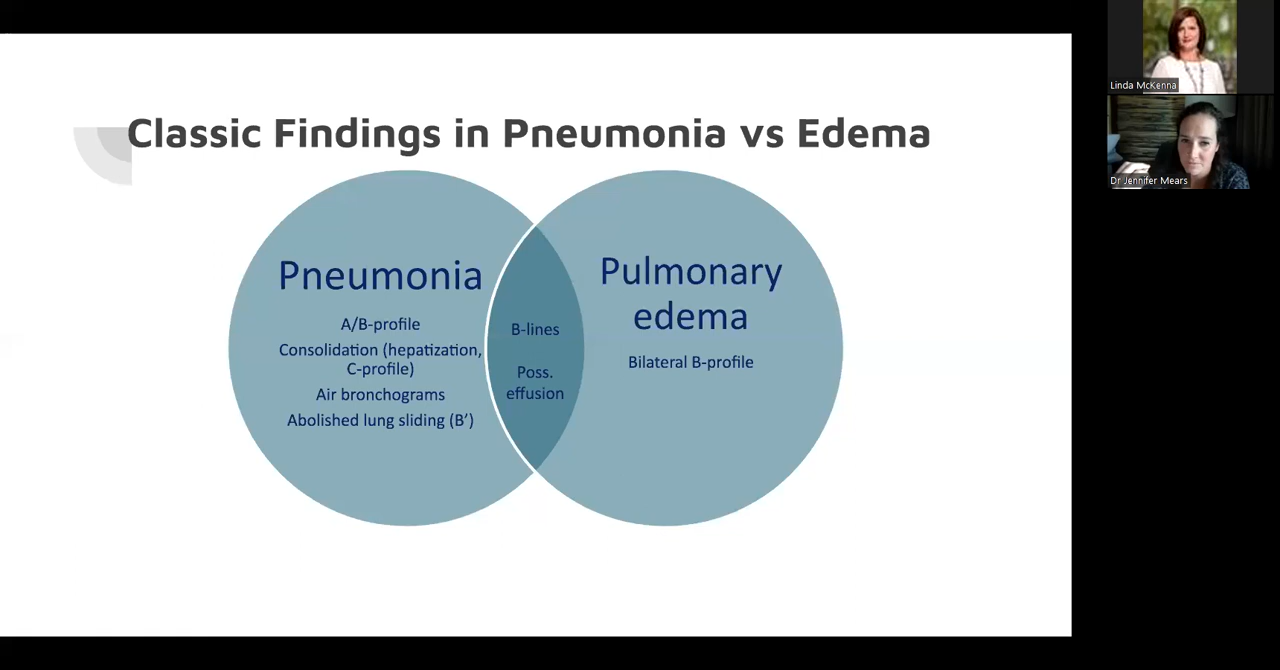 Classic Findings in Pneumonia vs Edema
Pneumonia
A/B-profile
Consolidation (hepatization,
C-profile)
Air bronchograms
Abolished lung sliding (B’)
B-lines
Poss.
effusion
Pulmonary
edema
Bilateral B-profile
Linda McKenna
Dr Jennifer Mears